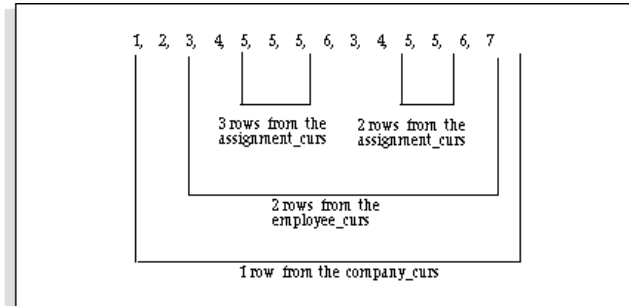 1, 2, 3, 4, 5, 5, 5, 6, 3, 4, 5, 5, 6, 7
3 rows from the
assignment_curs
2 rows from the
assignment_curs
2 rows from the
employee_curs
1 row from the company_curs